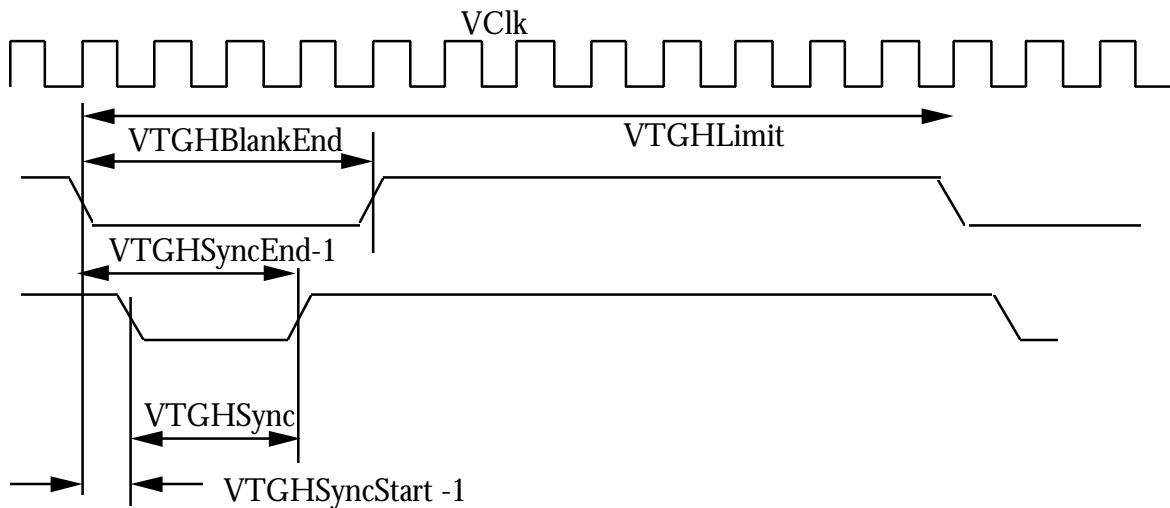 VClk
VTGHLimit
VTGHBlankEnd
VTGHSyncEnd-1
VTGHSync
VTGHSyncStart -1